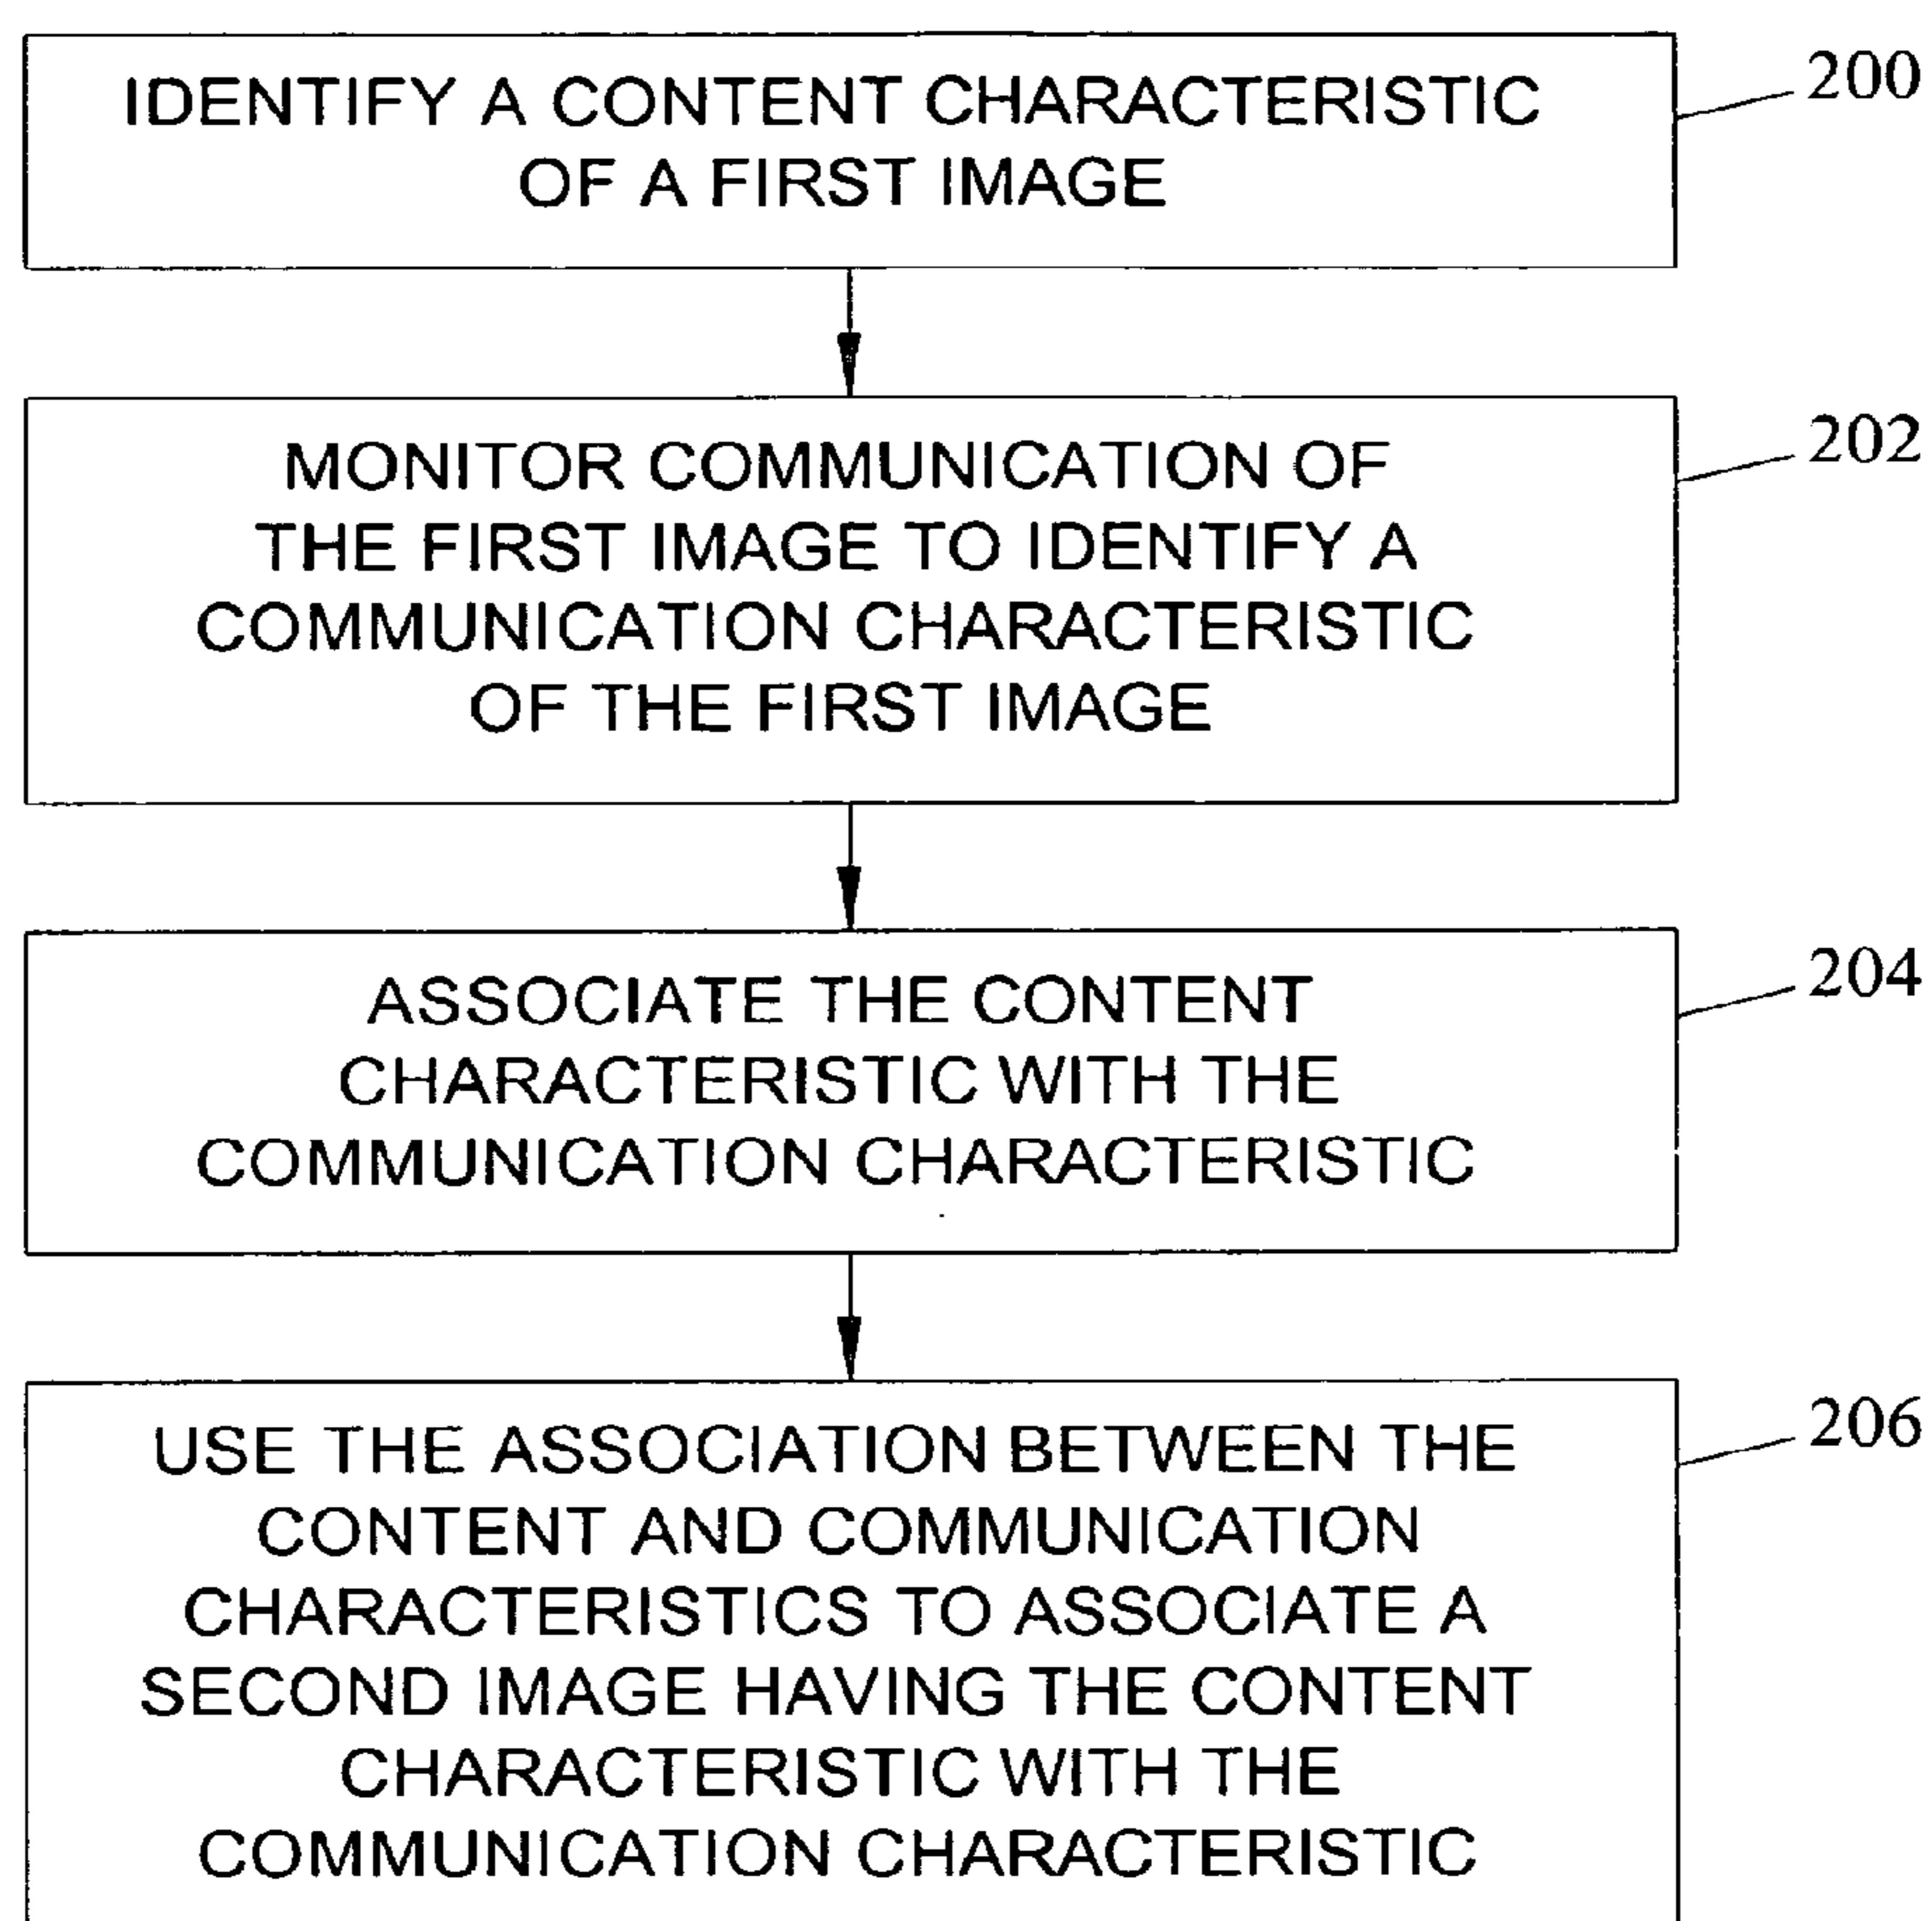 IDENTIFY A CONTENT CHARACTERISTIC
OF A FIRST IMAGE
200
MONITOR COMMUNICATION OF
THE FIRST IMAGE TO IDENTIFY A
COMMUNICATION CHARACTERISTIC
OF THE FIRST IMAGE
202
ASSOCIATE THE CONTENT
CHARACTERISTIC WITH THE
COMMUNICATION CHARACTERISTIC
204
USE THE ASSOCIATION BETWEEN THE
CONTENT AND COMMUNICATION
CHARACTERISTICS TO ASSOCIATE A
SECOND IMAGE HAVING THE CONTENT
CHARACTERISTIC WITH THE
COMMUNICATION CHARACTERISTIC
206